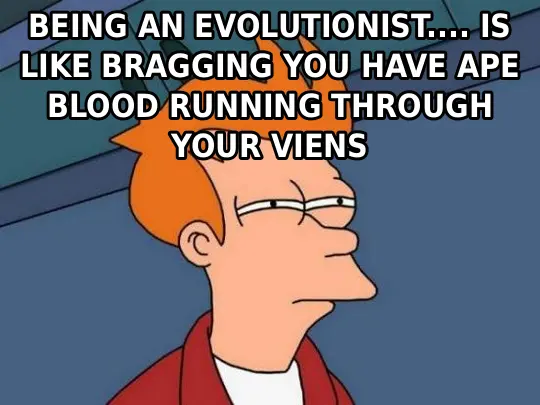 BEING AN EVOLUTIONIST.... IS
LIKE BRAGGING YOU HAVE APE
BLOOD RUNNING THROUGH
YOUR VIENS